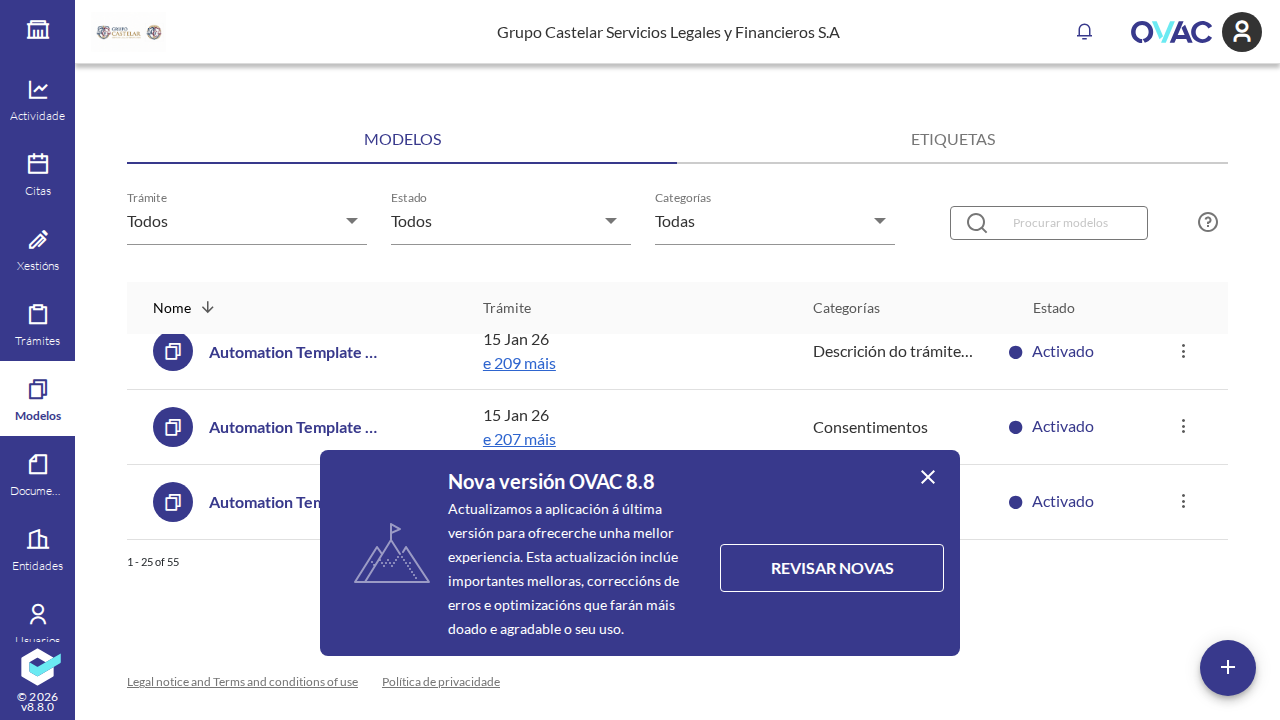 GRUPO
CASTELAR
Grupo Castelar Servicios Legales y Financieros S.A
OVAC
Actividade
Citas
Xestións
Trámites
Modelos
Docume...
Entidades
Usuarios
© 2026
v8.8.0
MODELOS
ETIQUETAS
Trámite
Todos
Estado
Todos
Categorías
Todas
Procurar modelos
Nome
Trámite
Categorías
Estado
Automation Template ...
15 Jan 26
e 209 máis
Descrición do trámite...
Activado
Automation Template ...
15 Jan 26
e 207 máis
Consentimentos
Activado
Automation Tem
Activado
1 - 25 of 55
Nova versión OVAC 8.8
Actualizamos a aplicación á última
versión para ofrecerche unha mellor
experiencia. Esta actualización inclúe
importantes melloras, correccións de
erros e optimizacións que farán máis
doado e agradable o seu uso.
REVISAR NOVAS
Legal notice and Terms and conditions of use
Política de privacidade